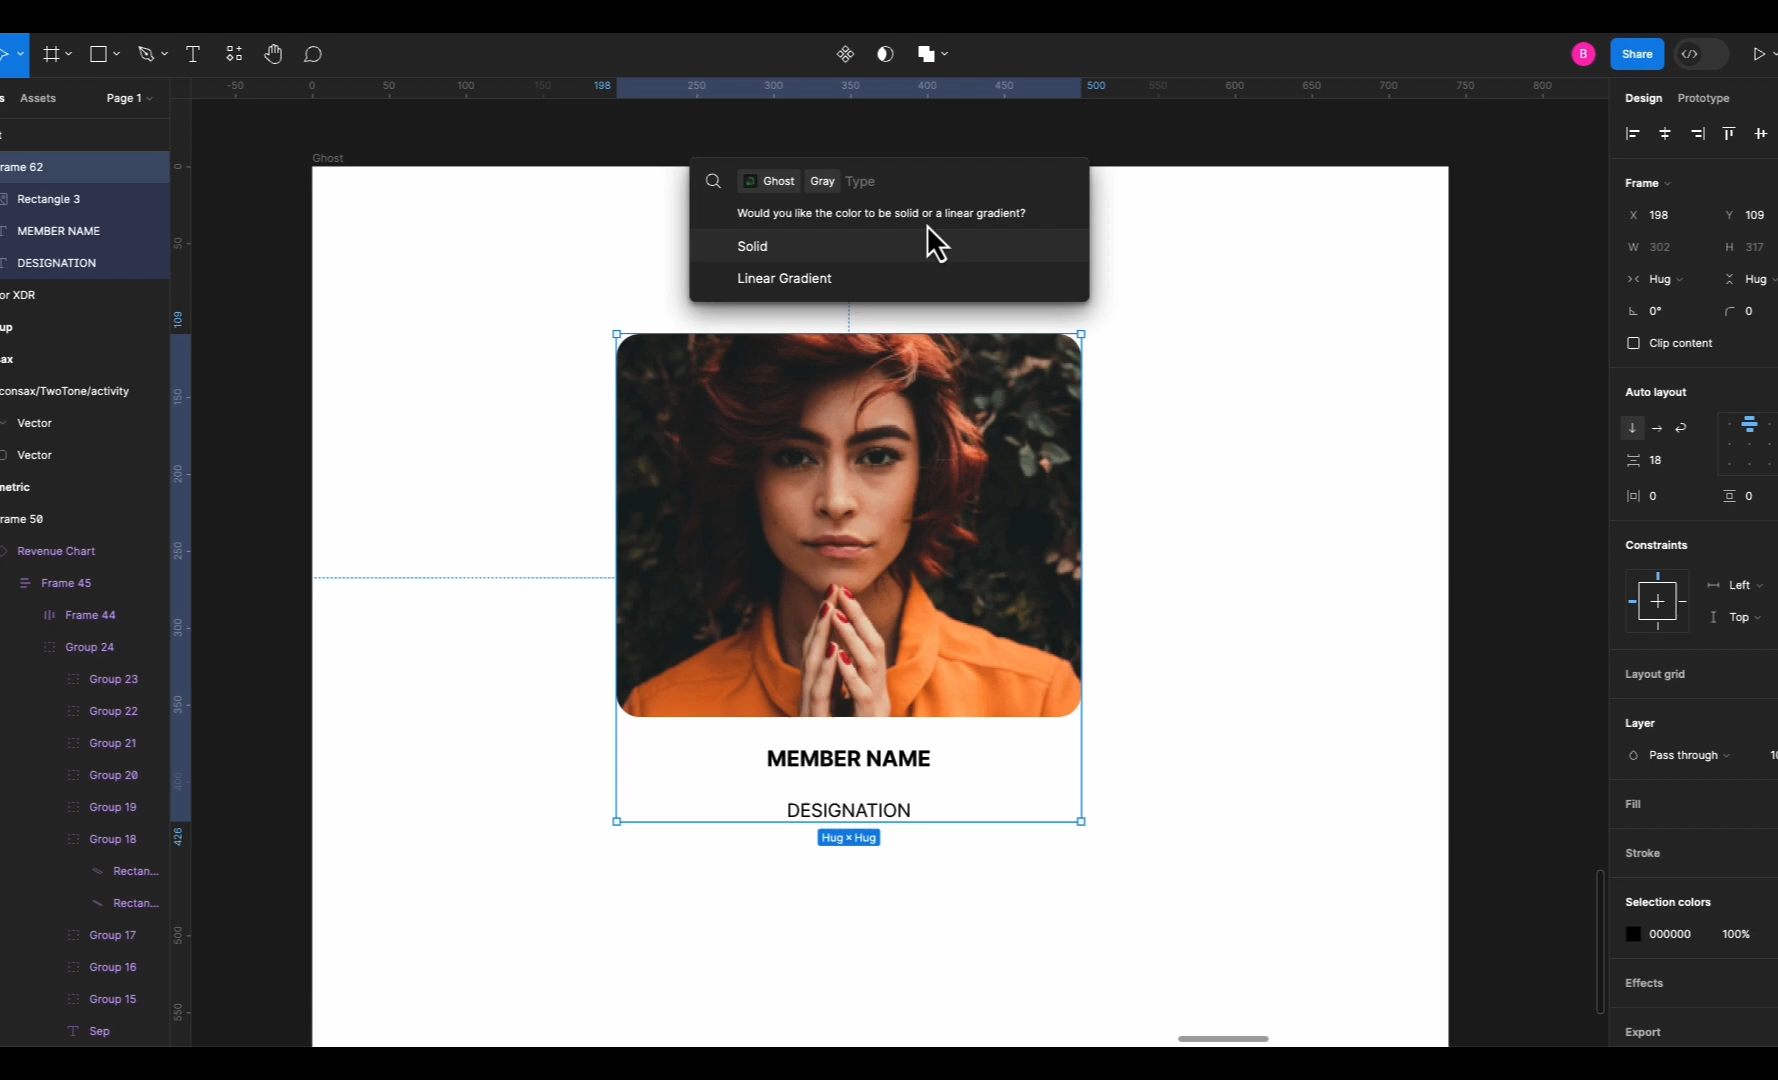 B
Share
s
Assets
Page 1
-50
0
50
100
150
198
250
300
350
400
450
500
550
600
650
700
750
800
Design
Prototype
t
rame 62
Rectangle 3
MEMBER NAME
DESIGNATION
or XDR
up
sax
consax/TwoTone/activity
Vector
Vector
metric
rame 50
Revenue Chart
Frame 45
Frame 44
Group 24
Group 23
Group 22
Group 21
Group 20
Group 19
Group 18
Rectan...
Rectan...
Group 17
Group 16
Group 15
Sep
0
50
109
150
200
250
300
350
400
426
500
550
Ghost
Ghost
Gray
Type
Would you like the color to be solid or a linear gradient?
Solid
Linear Gradient
MEMBER NAME
DESIGNATION
Hug × Hug
Frame
X 198
Y 109
W 302
H 317
Hug
Hug
0°
0
Clip content
Auto layout
18
0
0
Constraints
Left
Top
Layout grid
Layer
Pass through
10
Fill
Stroke
Selection colors
000000
100%
Effects
Export